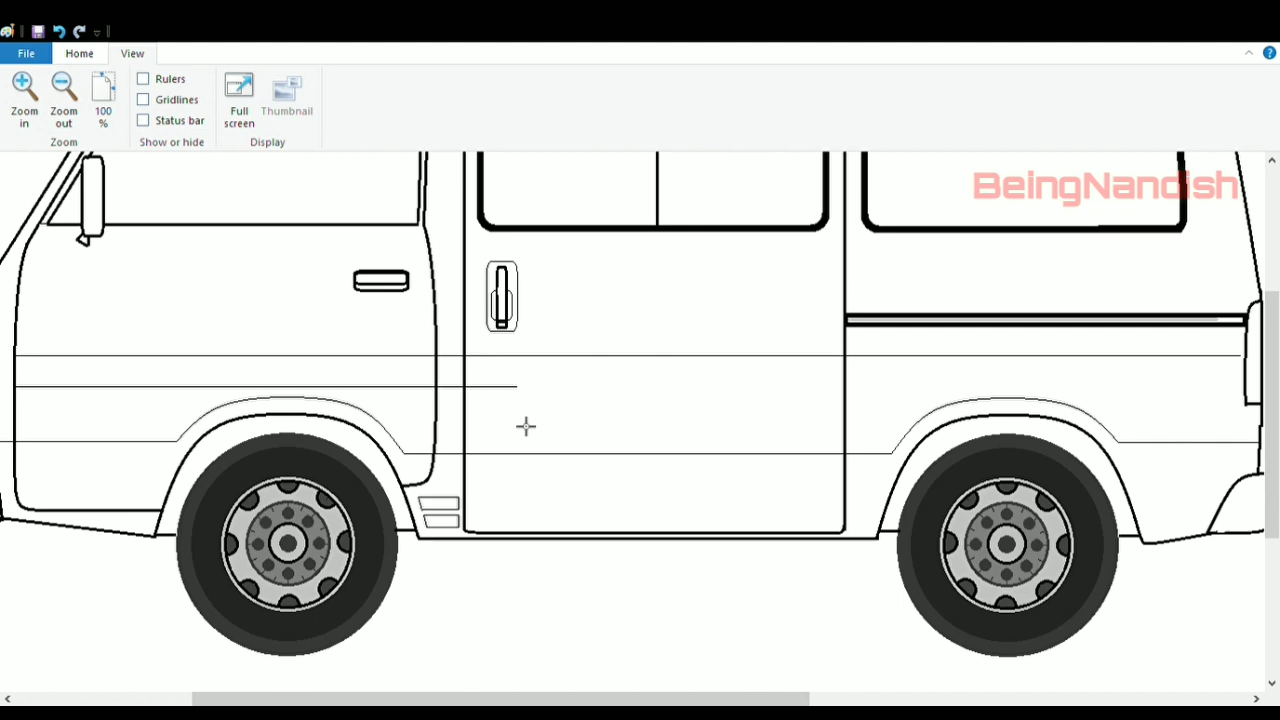 File Home View
Zoom in
Zoom out
100 %
Rulers
Gridlines
Status bar
Full screen
Thumbnail
Zoom
Show or hide
Display
BeingNandish